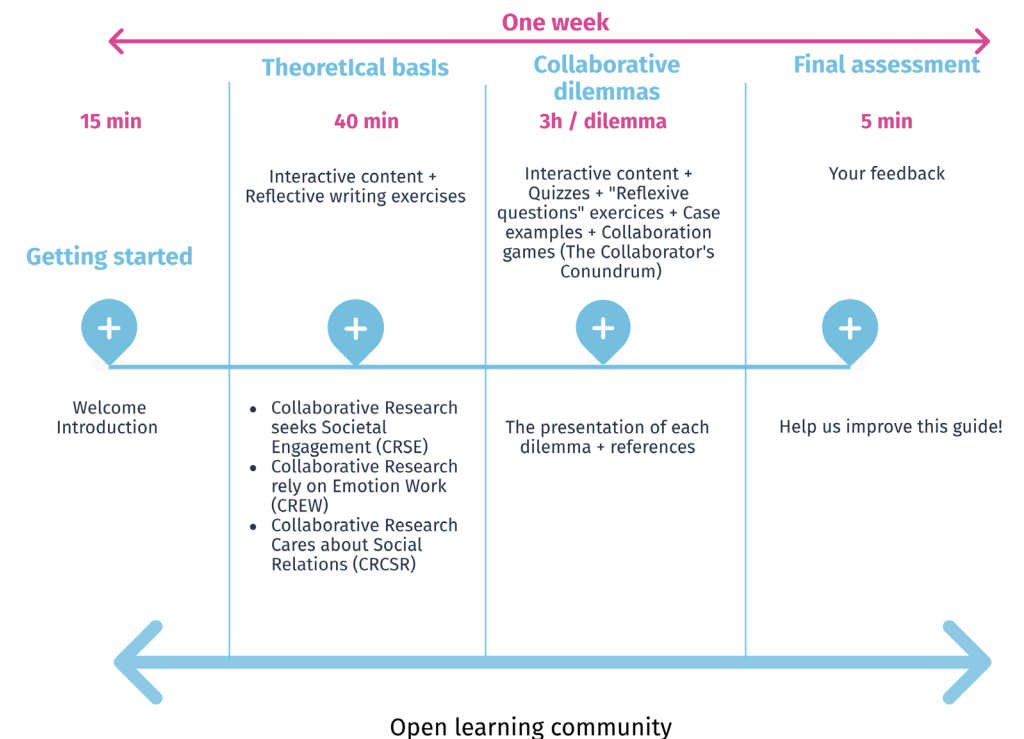 One week
Getting started
15 min
Welcome
Introduction
TheoretIcal basIs
40 min
Interactive content +
Reflective writing exercises
• Collaborative Research
seeks Societal
Engagement (CRSE)
• Collaborative Research
rely on Emotion Work
(CREW)
• Collaborative Research
Cares about Social
Relations (CRCSR)
Collaborative
dilemmas
3h / dilemma
Interactive content +
Quizzes + "Reflexive
questions" exercices + Case
examples + Collaboration
games (The Collaborator's
Conundrum)
The presentation of each
dilemma + references
Final assessment
5 min
Your feedback
Help us improve this guide!
Open learning community